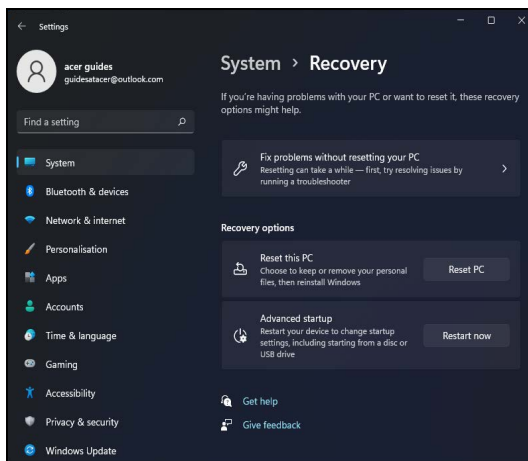 Settings
acer guides
guidesatacer@outlook.com
Find a setting
System
Bluetooth & devices
Network & internet
Personalisation
Apps
Accounts
Time & language
Gaming
Accessibility
Privacy & security
Windows Update
System > Recovery
If you're having problems with your PC or want to reset it, these recovery
options might help.
Fix problems without resetting your PC
Resetting can take a while — first, try resolving issues by
running a troubleshooter
Recovery options
Reset this PC
Choose to keep or remove your personal
files, then reinstall Windows
Reset PC
Advanced startup
Restart your device to change startup
settings, including starting from a disc or
USB drive
Restart now
Get help
Give feedback